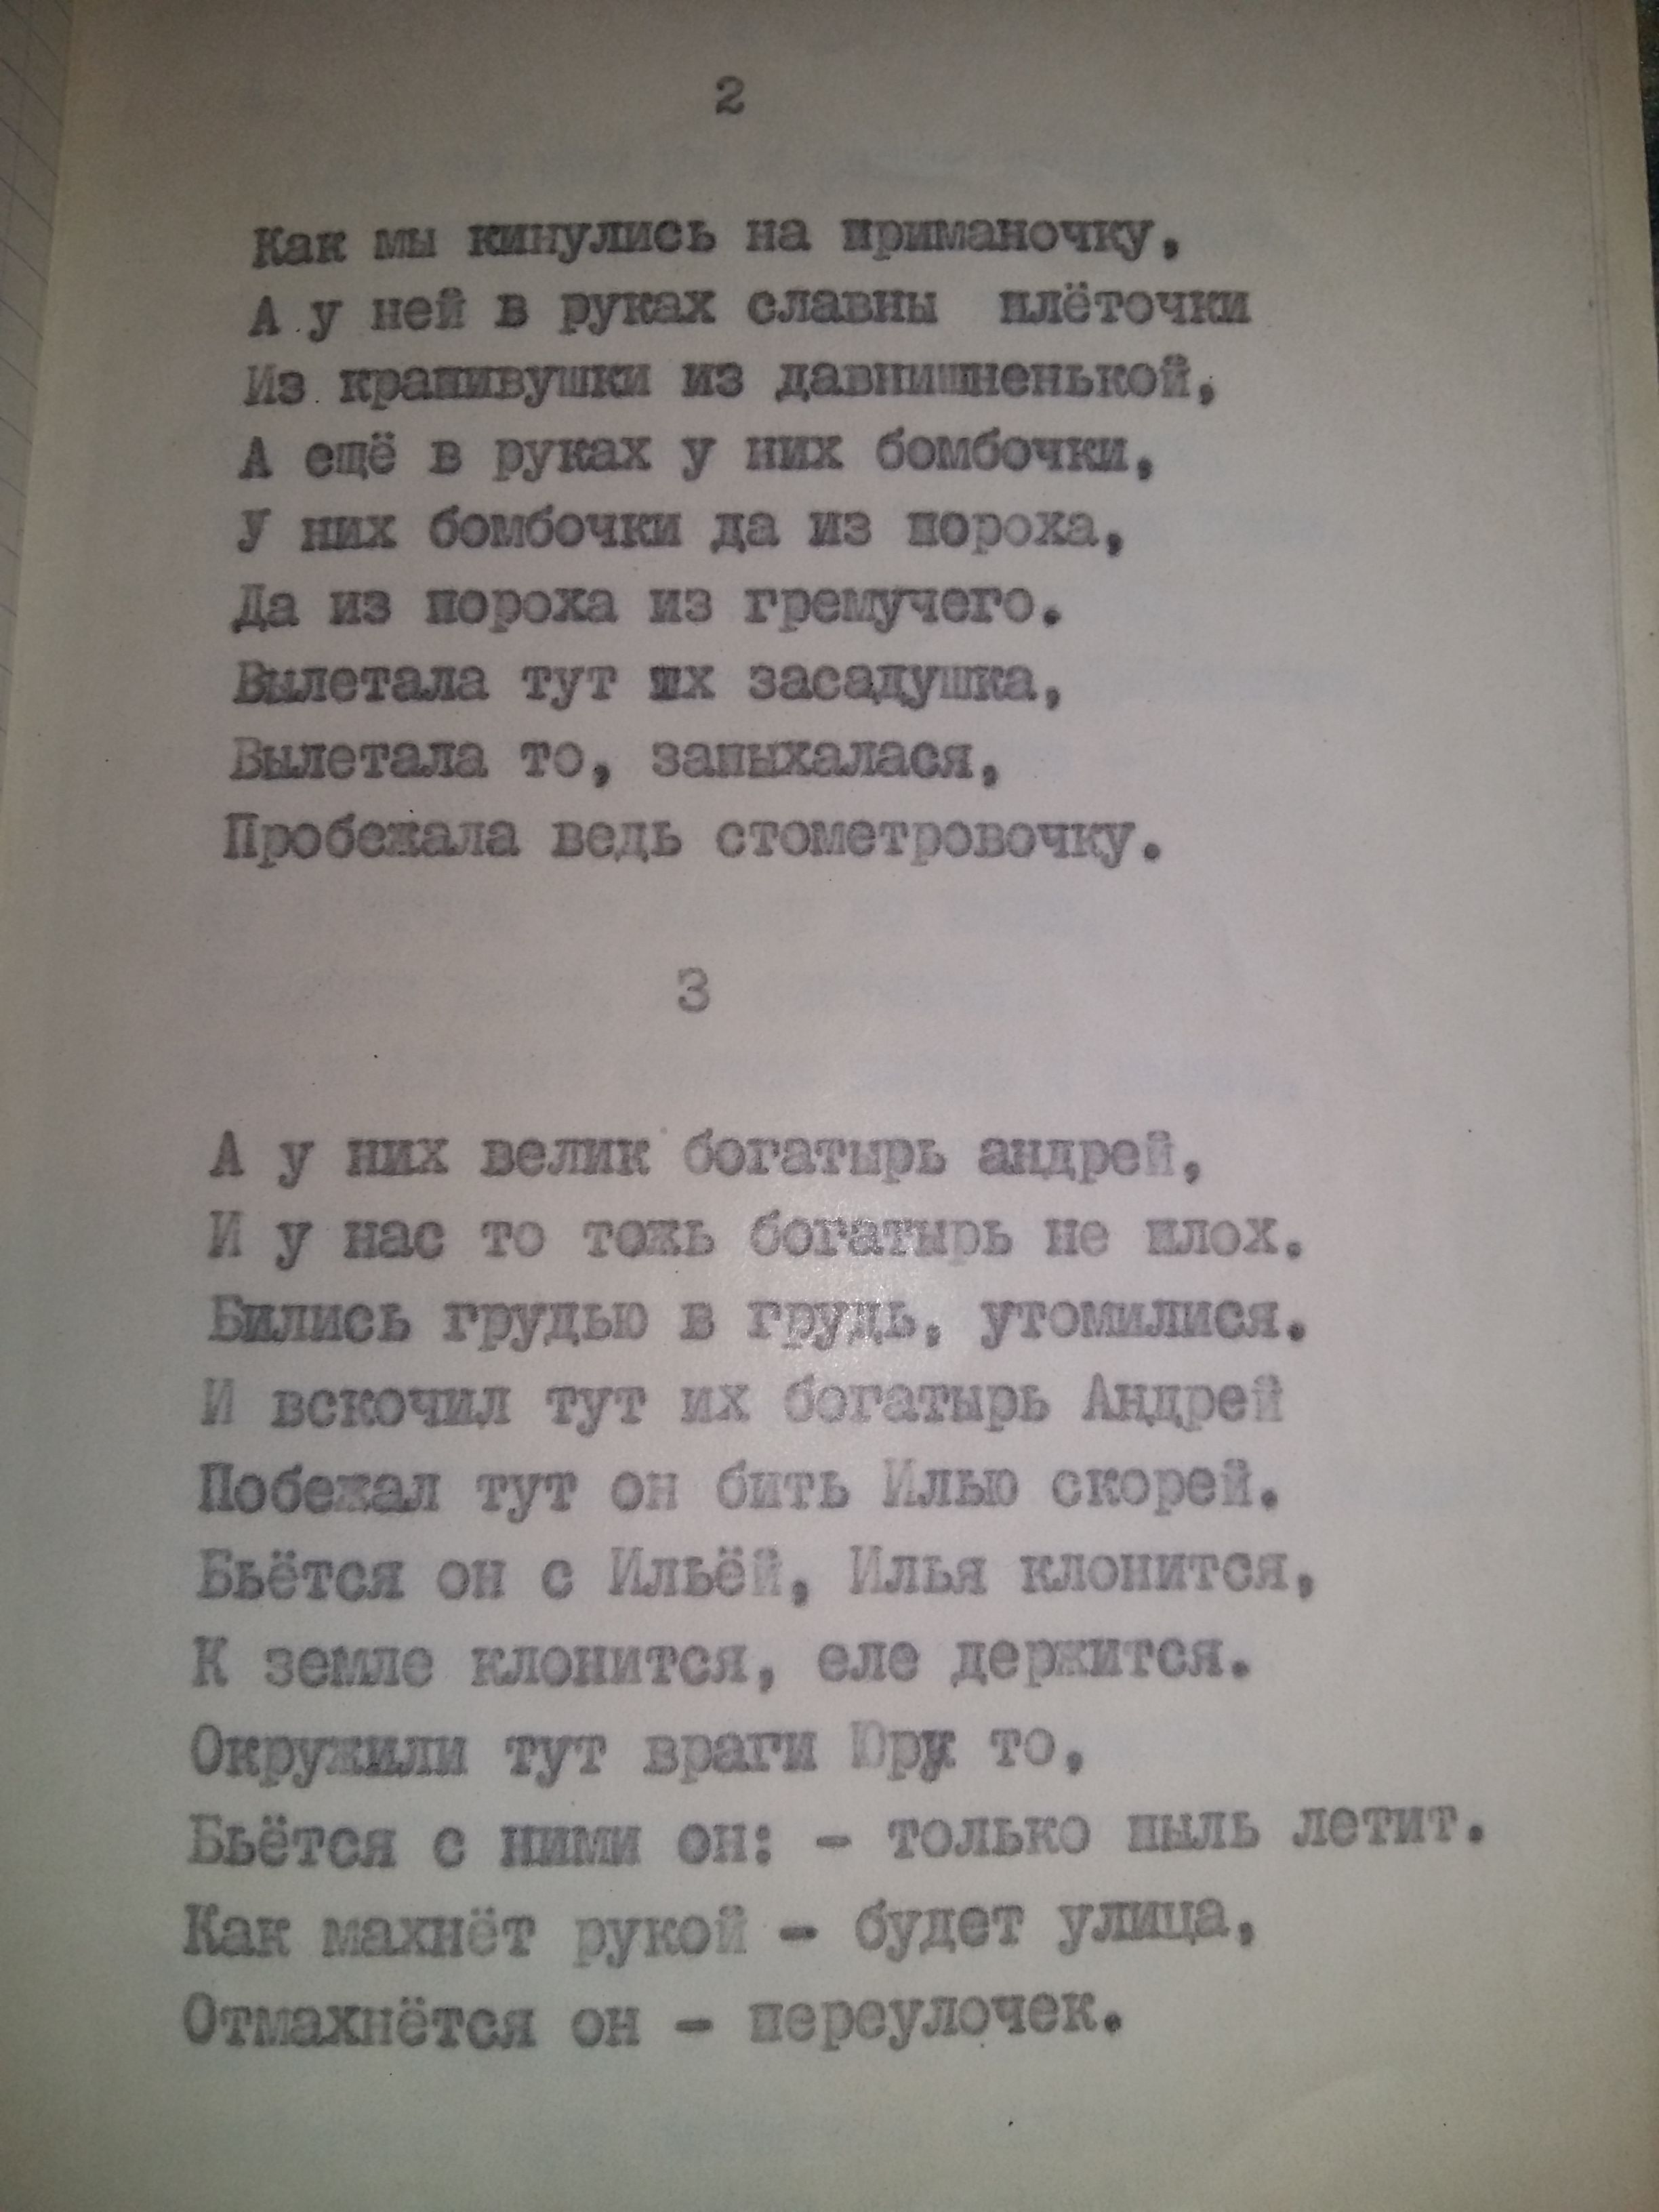 2
Как мы кинулись на приманочку,
А у ней в руках славны плёточки
Из крапивушки из давнишненькой,
А ещё в руках у них бомбочки,
У них бомбочки да из пороха,
Да из пороха из гремучего.
Вылетала тут их засадушка,
Вылетала то, запыхалася,
Пробежала ведь стометровочку.
3
А у них велик богатырь андрей,
И у нас то тожь богатырь не плох.
Бились грудью в грудь, утомилися.
И вскочил тут их богатырь Андрей
Побежал тут он бить Илью скорей.
Бьётся он с Ильёй, Илья клонится,
К земле клонится, еле держится.
Окружили тут враги Юру то,
Бьётся с ними он: – только пыль летит.
Как махнёт рукой – будет улица,
Отмахнётся он – переулочек.